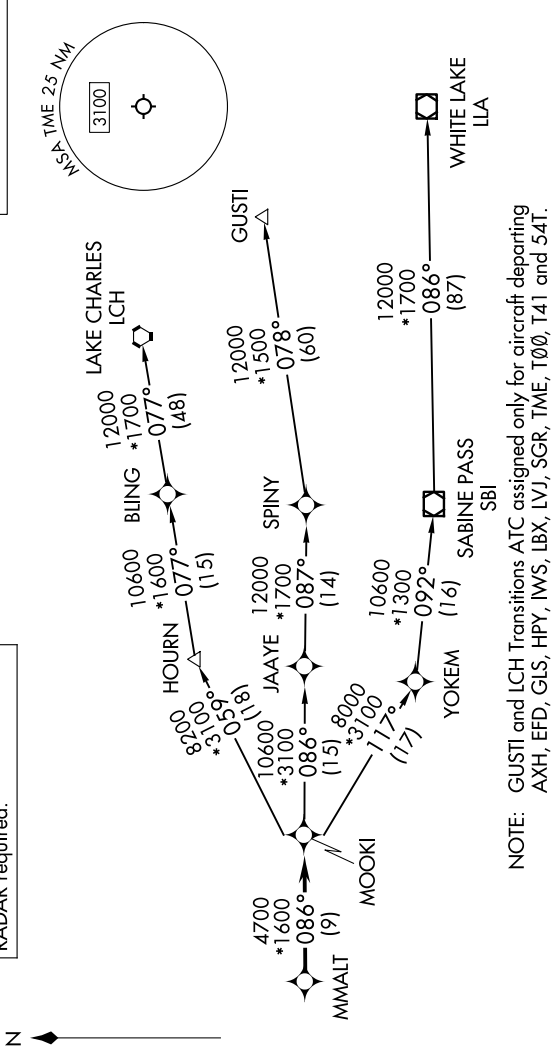 RADAR required.
N
MSA TME 25 NM
3100
LAKE CHARLES
LCH
12000
*1700
077°
(48)
BLING
10600
*1600
077°
(15)
HOURN
8200
*3100
059°
(18)
GUSTI
12000
*1500
078°
(60)
SPINY
12000
*1700
087°
(14)
JAAYE
10600
*3100
086°
(15)
MOOKI
4700
*1600
086°
(9)
MMALT
8000
*3100
117°
(17)
YOKEM
10600
*1300
092°
(16)
SABINE PASS
SBI
12000
*1700
086°
(87)
WHITE LAKE
LLA
NOTE: GUSTI and LCH Transitions ATC assigned only for aircraft departing
AXH, EFD, GLS, HPY, IWS, LBX, LVJ, SGR, TME, TØØ, T41 and 54T.